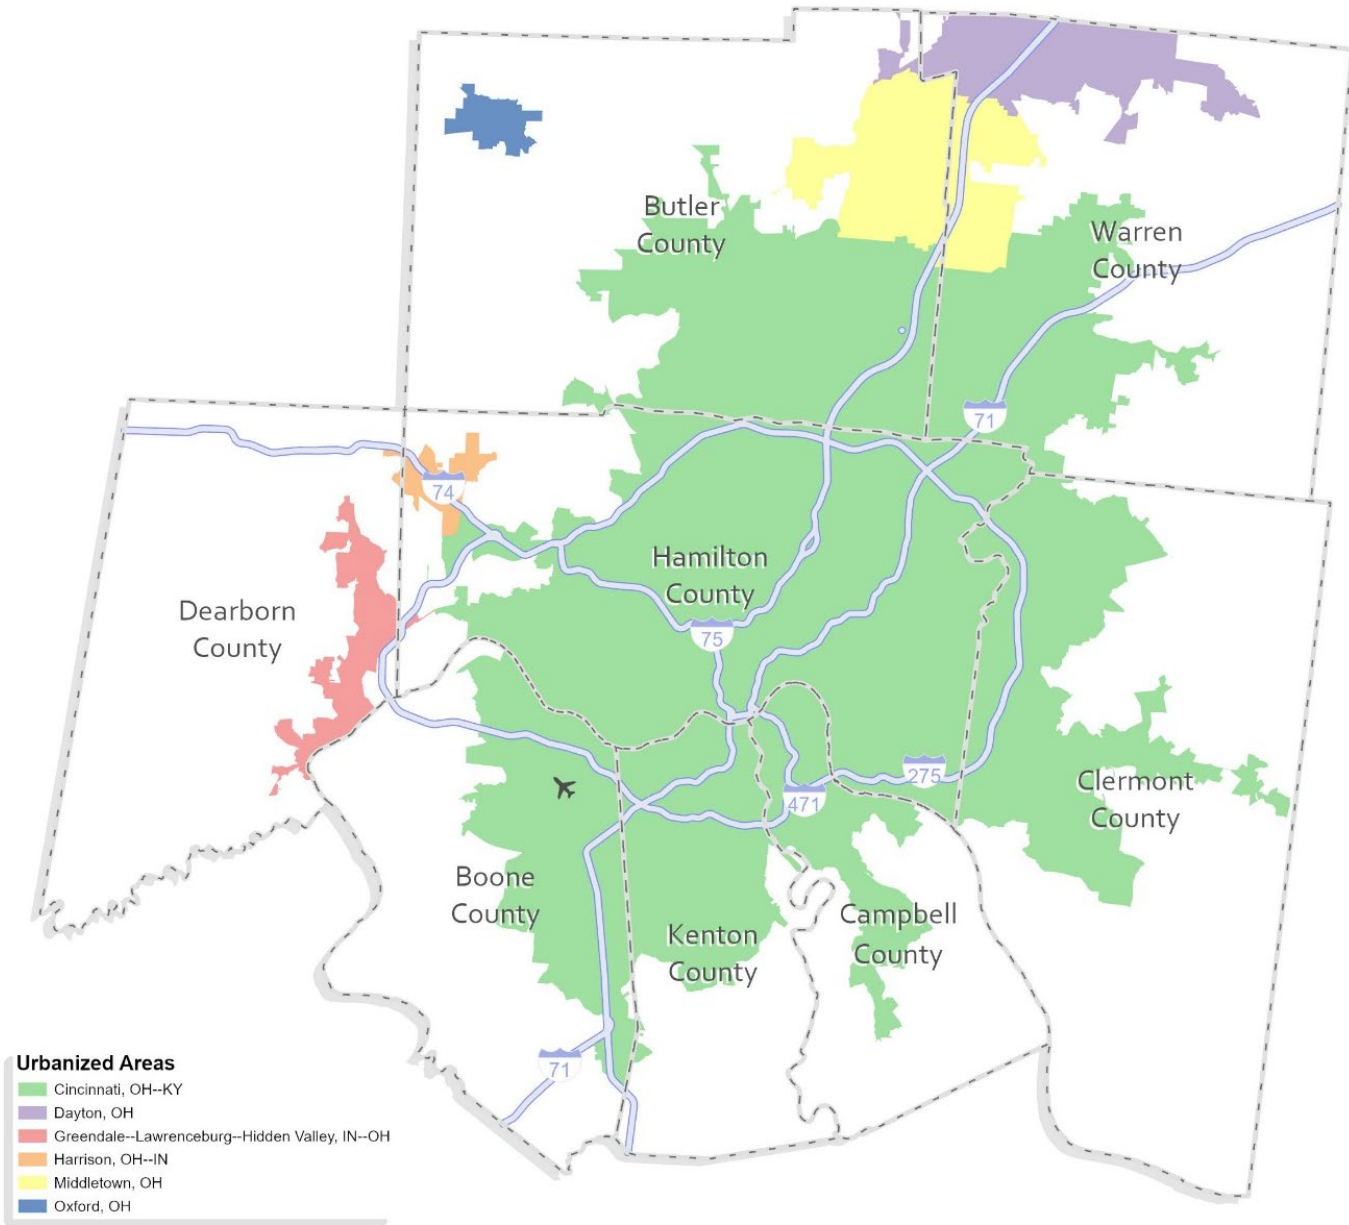 Butler
County
Warren
County
71
74
Hamilton
County
Dearborn
County
75
275
Clermont
County
471
Boone
County
Campbell
County
Kenton
County
71
Urbanized Areas
Cincinnati, OH--KY
Dayton, OH
Greendale--Lawrenceburg--Hidden Valley, IN--OH
Harrison, OH--IN
Middletown, OH
Oxford, OH